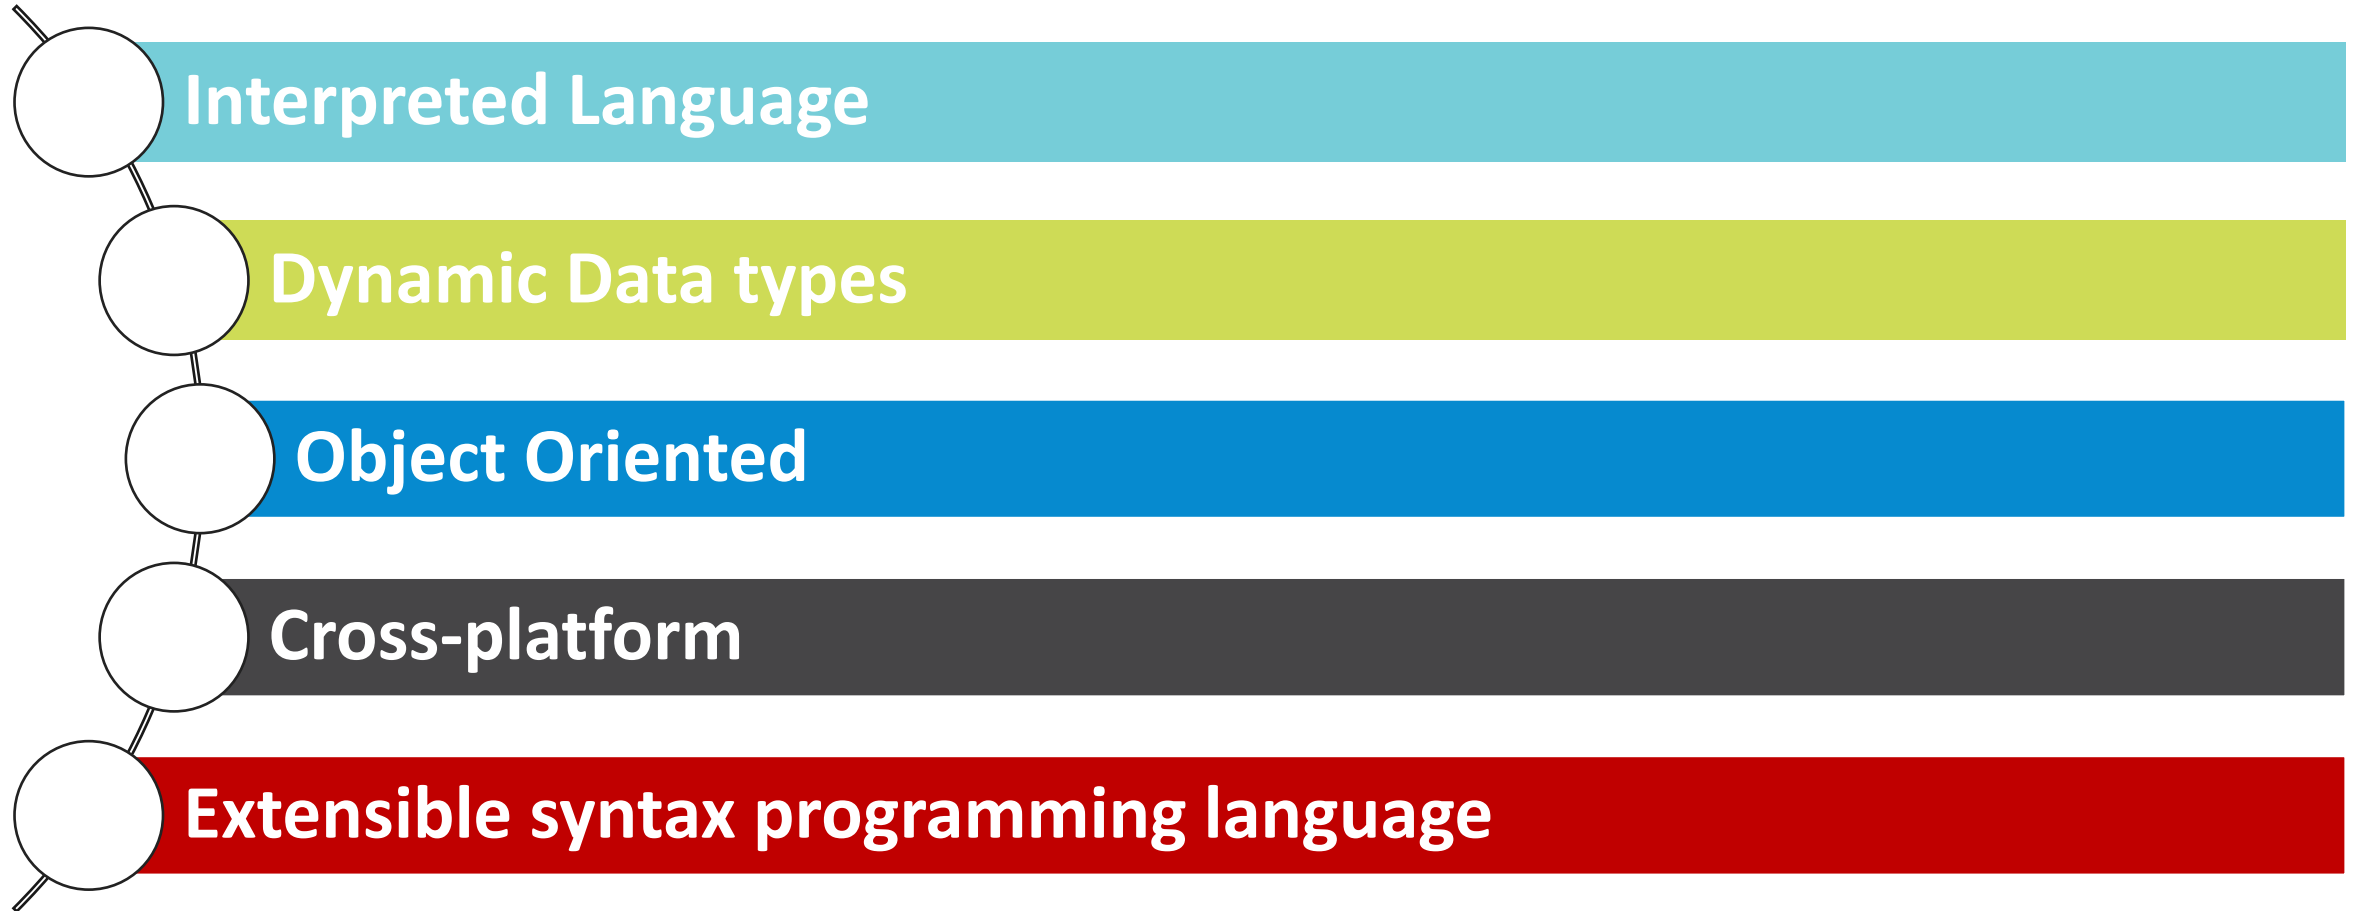 Interpreted Language
Dynamic Data types
Object Oriented
Cross-platform
Extensible syntax programming language